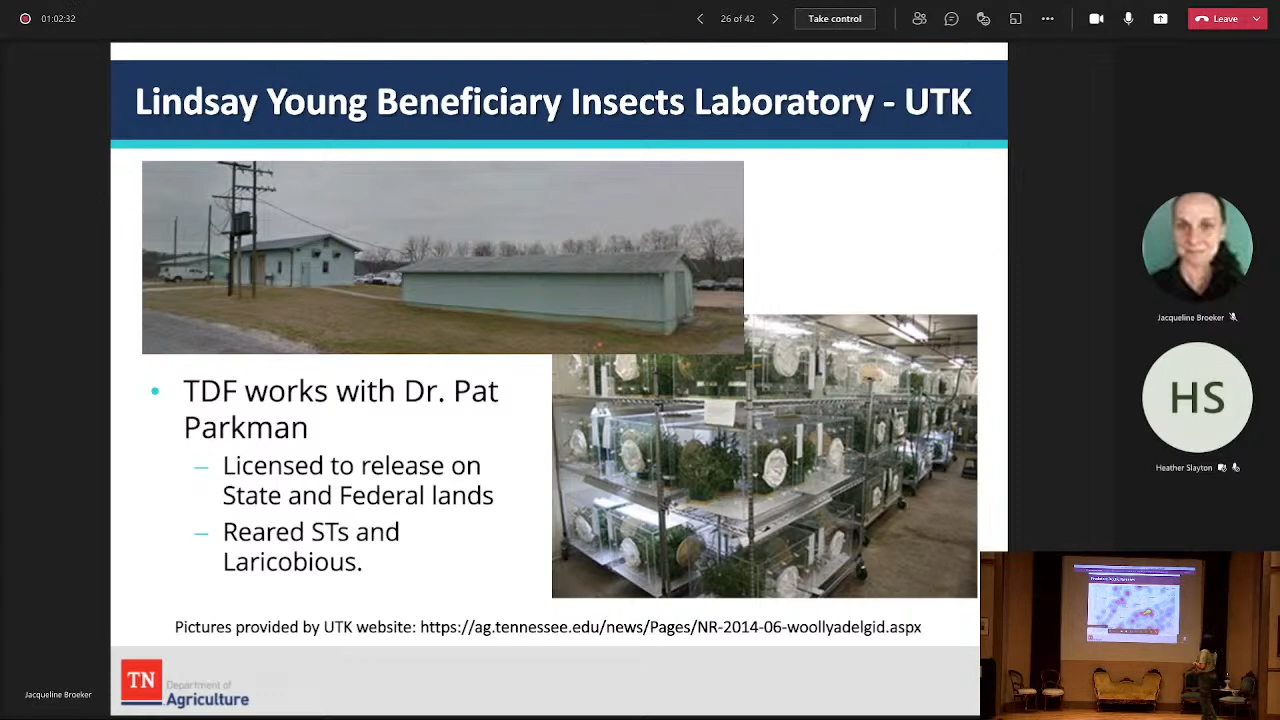 01:02:32
26 of 42
Take control
Leave
Lindsay Young Beneficiary Insects Laboratory - UTK
TDF works with Dr. Pat
Parkman
Licensed to release on
State and Federal lands
Reared STs and
Laricobious.
Pictures provided by UTK website: https://ag.tennessee.edu/news/Pages/NR-2014-06-woollyadelgid.aspx
TN
Department of
Agriculture
Jacqueline Broeker
Jacqueline Broeker
HS
Heather Slayton